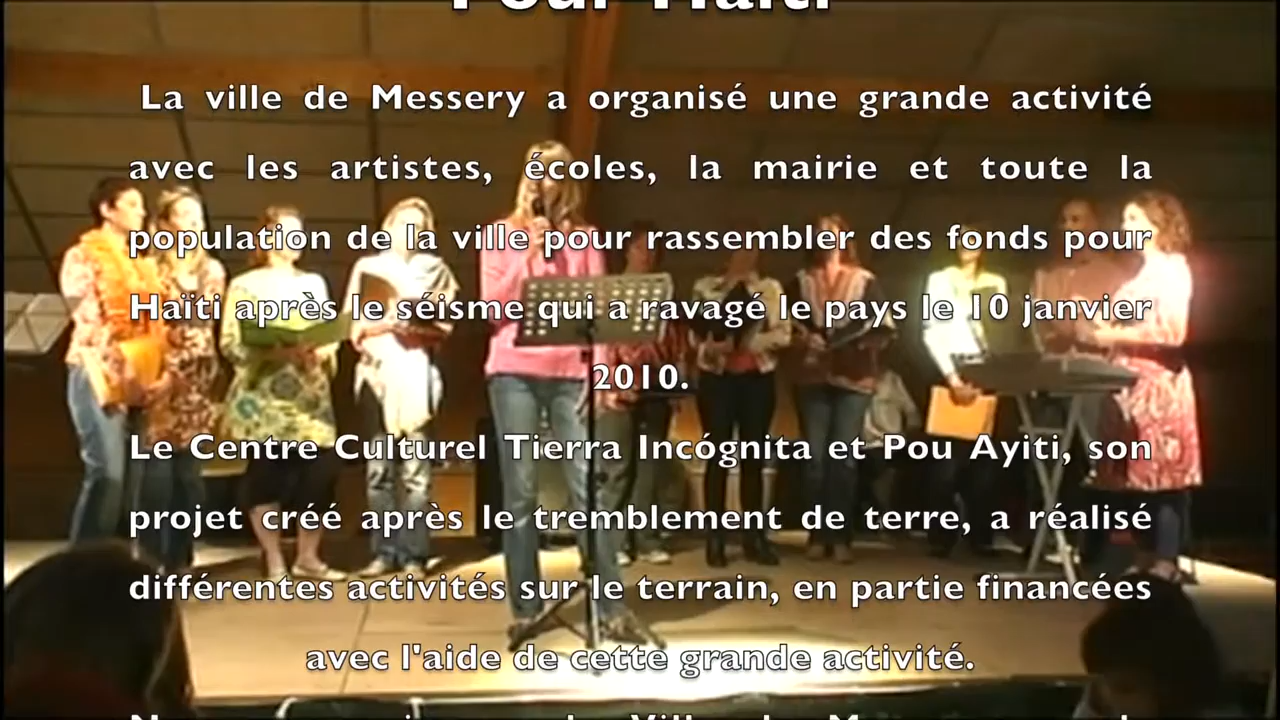 Pour Haïti
La ville de Messery a organisé une grande activité
avec les artistes, écoles, la mairie et toute la
population de la ville pour rassembler des fonds pour
Haïti après le séisme qui a ravagé le pays le 10 janvier
2010.
Le Centre Culturel Tierra Incógnita et Pou Ayiti, son
projet créé après le tremblement de terre, a réalisé
différentes activités sur le terrain, en partie financées
avec l'aide de cette grande activité.